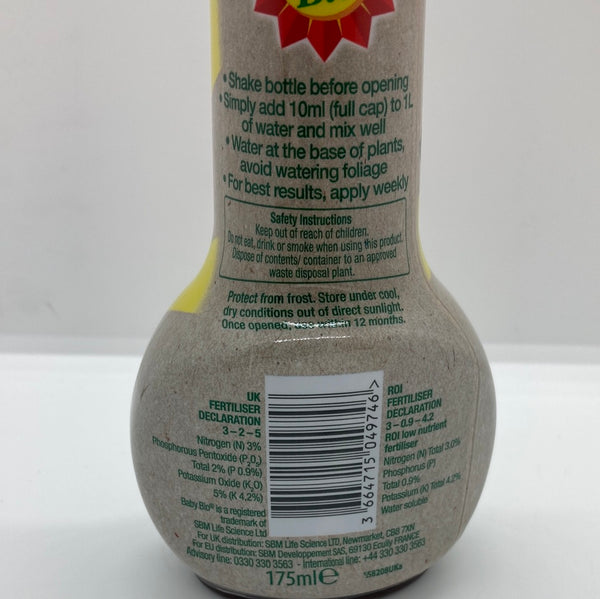 • Shake bottle before opening
• Simply add 10ml (full cap) to 1L
of water and mix well
• Water at the base of plants,
avoid watering foliage
• For best results, apply weekly
Safety Instructions
Keep out of reach of children.
Do not eat, drink or smoke when using this product.
Dispose of contents/ container to an approved
waste disposal plant.
Protect from frost. Store under cool,
dry conditions out of direct sunlight.
Once opened, use within 12 months.
UK
FERTILISER
DECLARATION
3 – 2 – 5
Nitrogen (N) 3%
Phosphorous Pentoxide (P₂O₅)
Total 2% (P 0.9%)
Potassium Oxide (K₂O)
5% (K 4.2%)
Baby Bio® is a registered
trademark of
SBM Life Science Ltd
3 664715 049746 >
ROI
FERTILISER
DECLARATION
3 – 0.9 – 4.2
ROI low nutrient
fertiliser
Nitrogen (N) Total 3.0%
Phosphorus (P)
Total 0.9%
Potassium (K) Total 4.2%
Water soluble
For UK distribution: SBM Life Science LTD, Newmarket, CB8 7XN
For EU distribution: SBM Developpement SAS, 69130 Ecully FRANCE
Advisory line: 0330 330 3563 - International line: +44 330 330 3563
175ml℮
*58208UKa